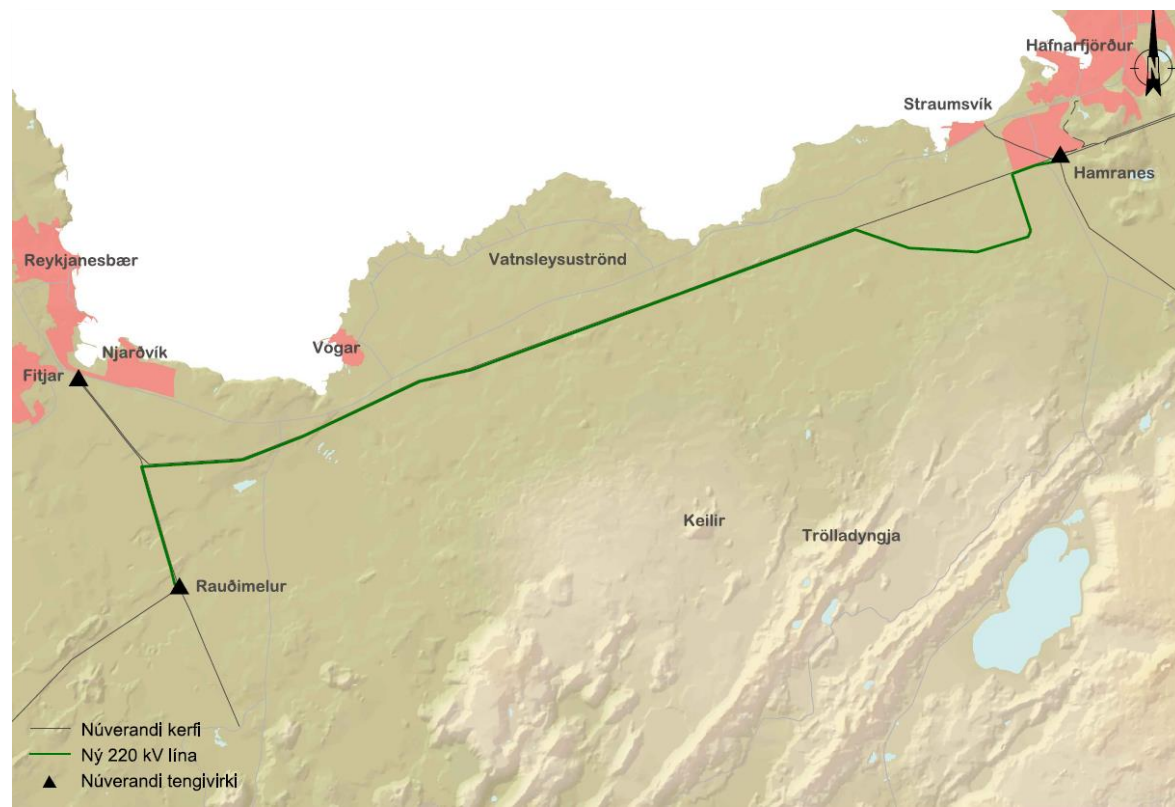 Hafnarfjörður
N
Straumsvík
Hamranes
Vatnsleysuströnd
Reykjanesbær
Njarðvík
Vogar
Fitjar
Keilir
Trölladyngja
Rauðimelur
Núverandi kerfi
Ný 220 kV lína
Núverandi tengivirki